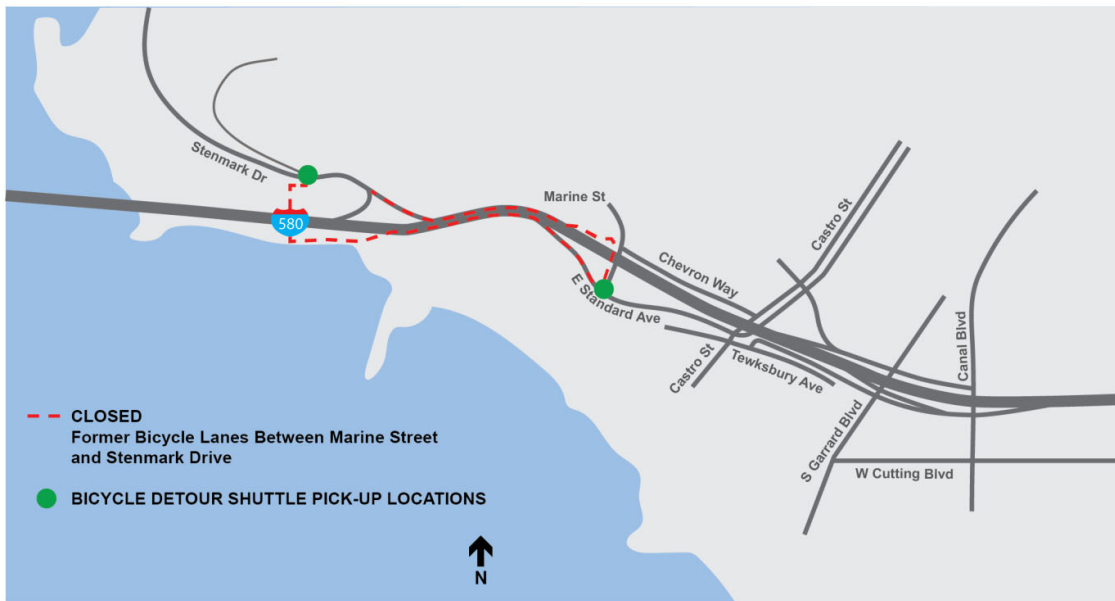 Stenmark Dr
580
Marine St
Castro St
Chevron Way
E Standard Ave
Castro St
Tewksbury Ave
Canal Blvd
S Garrard Blvd
W Cutting Blvd
CLOSED
Former Bicycle Lanes Between Marine Street
and Stenmark Drive
BICYCLE DETOUR SHUTTLE PICK-UP LOCATIONS
N